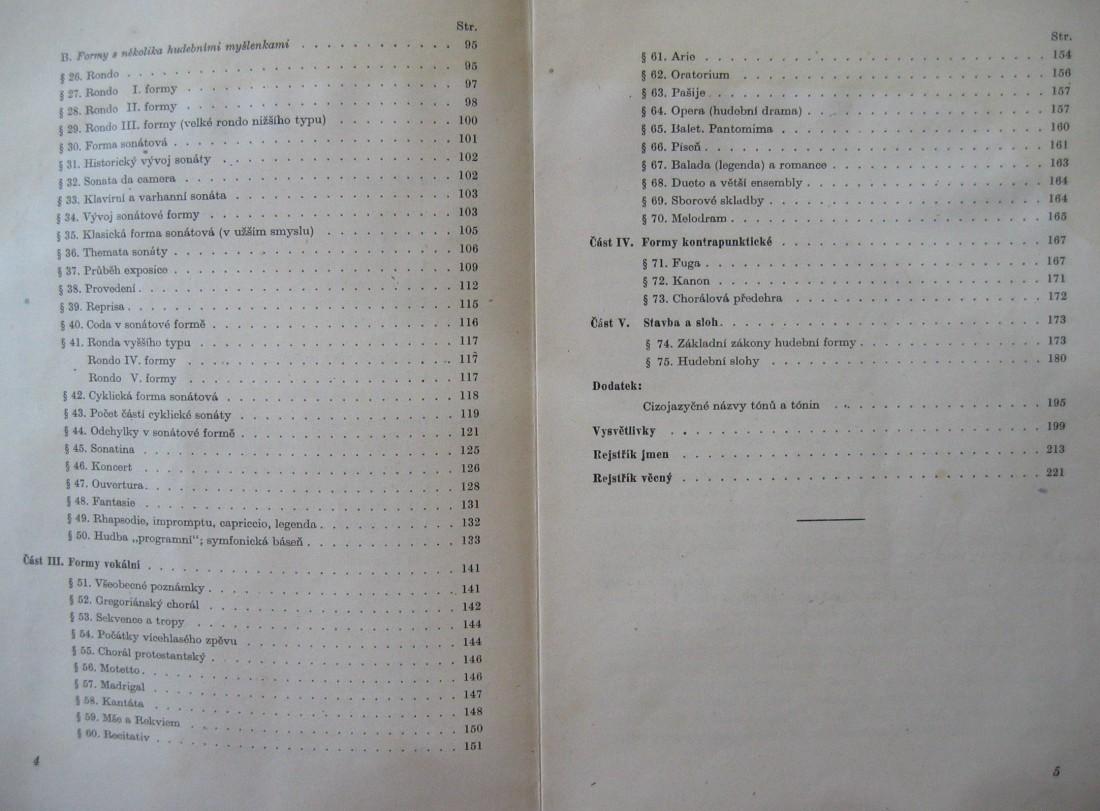 Str.
B. Formy s několika hudebními myšlenkami . . . . . . . . . . 95
§ 26. Rondo . . . . . . . . . . 95
§ 27. Rondo I. formy . . . . . . . . . . 97
§ 28. Rondo II. formy . . . . . . . . . . 98
§ 29. Rondo III. formy (velké rondo nižšího typu) . . . . . . . . . . 100
§ 30. Forma sonátová . . . . . . . . . . 101
§ 31. Historický vývoj sonáty . . . . . . . . . . 102
§ 32. Sonata da camera . . . . . . . . . . 102
§ 33. Klavírní a varhanní sonáta . . . . . . . . . . 103
§ 34. Vývoj sonátové formy . . . . . . . . . . 103
§ 35. Klasická forma sonátová (v užším smyslu) . . . . . . . . . . 105
§ 36. Themata sonáty . . . . . . . . . . 106
§ 37. Průběh exposice . . . . . . . . . . 109
§ 38. Provedení . . . . . . . . . . 112
§ 39. Reprisa . . . . . . . . . . 115
§ 40. Coda v sonátové formě . . . . . . . . . . 116
§ 41. Ronda vyššího typu . . . . . . . . . . 117
Rondo IV. formy . . . . . . . . . . 117
Rondo V. formy . . . . . . . . . . 117
§ 42. Cyklická forma sonátová . . . . . . . . . . 118
§ 43. Počet částí cyklické sonáty . . . . . . . . . . 119
§ 44. Odchylky v sonátové formě . . . . . . . . . . 121
§ 45. Sonatina . . . . . . . . . . 125
§ 46. Koncert . . . . . . . . . . 126
§ 47. Ouvertura . . . . . . . . . . 128
§ 48. Fantasie . . . . . . . . . . 131
§ 49. Rhapsodie, impromptu, capriccio, legenda . . . . . . . . . . 132
§ 50. Hudba „programní“; symfonická báseň . . . . . . . . . . 133
Část III. Formy vokální . . . . . . . . . . 141
§ 51. Všeobecné poznámky . . . . . . . . . . 141
§ 52. Gregoriánský chorál . . . . . . . . . . 142
§ 53. Sekvence a tropy . . . . . . . . . . 144
§ 54. Počátky vícehlasého zpěvu . . . . . . . . . . 144
§ 55. Chorál protestantský . . . . . . . . . . 146
§ 56. Motetto . . . . . . . . . . 146
§ 57. Madrigal . . . . . . . . . . 147
§ 58. Kantáta . . . . . . . . . . 148
§ 59. Mše a Rekviem . . . . . . . . . . 150
§ 60. Recitativ . . . . . . . . . . 151
4
Str.
§ 61. Arie . . . . . . . . . . 154
§ 62. Oratorium . . . . . . . . . . 156
§ 63. Pašije . . . . . . . . . . 157
§ 64. Opera (hudební drama) . . . . . . . . . . 157
§ 65. Balet. Pantomima . . . . . . . . . . 160
§ 66. Píseň . . . . . . . . . . 161
§ 67. Balada (legenda) a romance . . . . . . . . . . 163
§ 68. Dueto a větší ensembly . . . . . . . . . . 164
§ 69. Sborové skladby . . . . . . . . . . 164
§ 70. Melodram . . . . . . . . . . 165
Část IV. Formy kontrapunktické . . . . . . . . . . 167
§ 71. Fuga . . . . . . . . . . 167
§ 72. Kanon . . . . . . . . . . 171
§ 73. Chorálová předehra . . . . . . . . . . 172
Část V. Stavba a sloh . . . . . . . . . . 173
§ 74. Základní zákony hudební formy . . . . . . . . . . 173
§ 75. Hudební slohy . . . . . . . . . . 180
Dodatek:
Cizojazyčné názvy tónů a tónin . . . . . . . . . . 195
Vysvětlivky . . . . . . . . . . 199
Rejstřík jmen . . . . . . . . . . 213
Rejstřík věcný . . . . . . . . . . 221
5